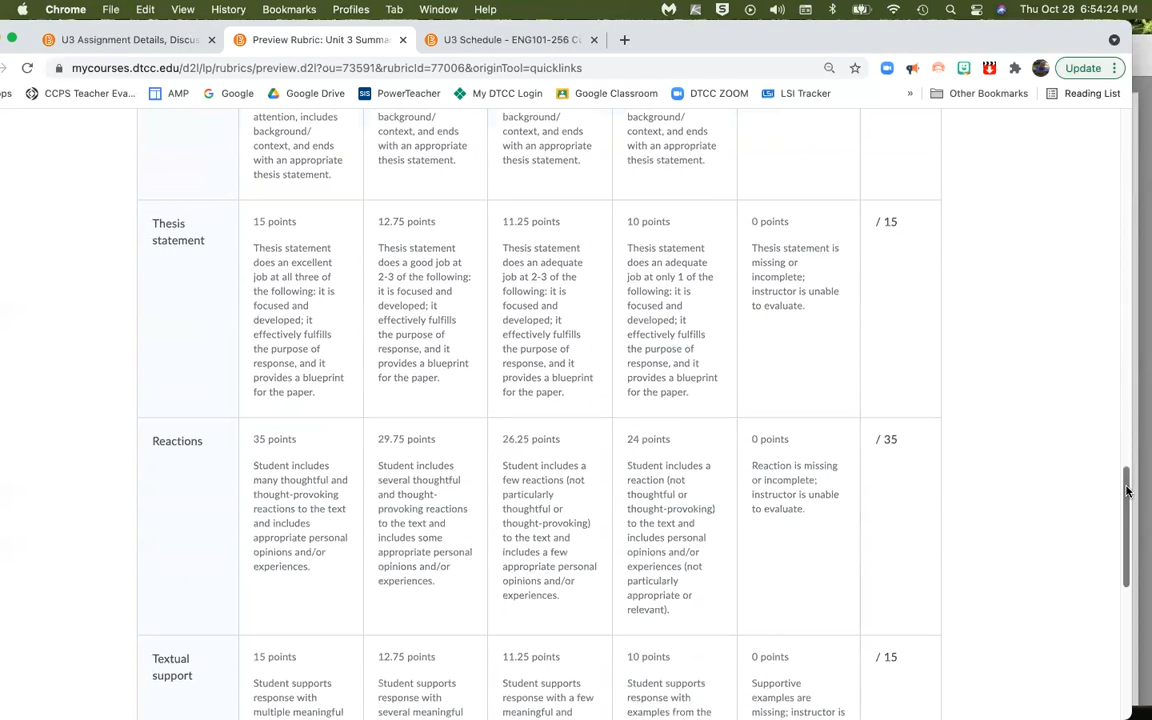 Chrome File Edit View History Bookmarks Profiles Tab Window Help Thu Oct 28 6:54:24 PM
U3 Assignment Details, Discus
Preview Rubric: Unit 3 Summa
U3 Schedule - ENG101-256
mycourses.dtcc.edu/d2l/lp/rubrics/preview.d2l?ou=73591&rubricId=77006&originTool=quicklinks
Update
ps CCPS Teacher Eva... AMP Google Google Drive SIS PowerTeacher My DTCC Login Google Classroom DTCC ZOOM LSI Tracker » Other Bookmarks Reading List
attention, includes
background/
context, and ends
with an appropriate
thesis statement.
background/
context, and ends
with an appropriate
thesis statement.
background/
context, and ends
with an appropriate
thesis statement.
background/
context, and ends
with an appropriate
thesis statement.
Thesis
statement
15 points
Thesis statement
does an excellent
job at all three of
the following: it is
focused and
developed; it
effectively fulfills
the purpose of
response, and it
provides a blueprint
for the paper.
12.75 points
Thesis statement
does a good job at
2-3 of the following:
it is focused and
developed; it
effectively fulfills
the purpose of
response, and it
provides a blueprint
for the paper.
11.25 points
Thesis statement
does an adequate
job at 2-3 of the
following: it is
focused and
developed; it
effectively fulfills
the purpose of
response, and it
provides a blueprint
for the paper.
10 points
Thesis statement
does an adequate
job at only 1 of the
following: it is
focused and
developed; it
effectively fulfills
the purpose of
response, and it
provides a blueprint
for the paper.
0 points
Thesis statement is
missing or
incomplete;
instructor is unable
to evaluate.
/ 15
Reactions
35 points
Student includes
many thoughtful and
thought-provoking
reactions to the text
and includes
appropriate personal
opinions and/or
experiences.
29.75 points
Student includes
several thoughtful
and thought-
provoking reactions
to the text and
includes some
appropriate personal
opinions and/or
experiences.
26.25 points
Student includes a
few reactions (not
particularly
thoughtful or
thought-provoking)
to the text and
includes a few
appropriate personal
opinions and/or
experiences.
24 points
Student includes a
reaction (not
thoughtful or
thought-provoking)
to the text and
includes personal
opinions and/or
experiences (not
particularly
appropriate or
relevant).
0 points
Reaction is missing
or incomplete;
instructor is unable
to evaluate.
/ 35
Textual
support
15 points
Student supports
response with
multiple meaningful
12.75 points
Student supports
response with
several meaningful
11.25 points
Student supports
response with a few
meaningful and
10 points
Student supports
response with
examples from the
0 points
Supportive
examples are
missing; instructor is
/ 15